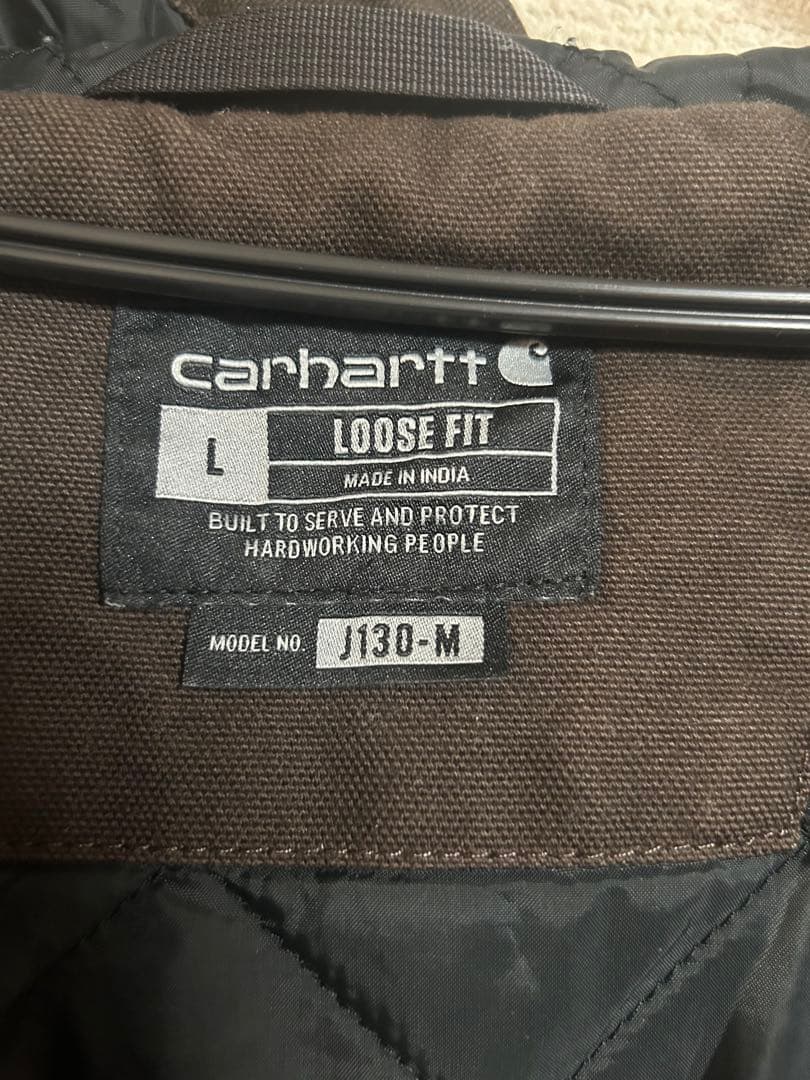 carhartt
L
LOOSE FIT
MADE IN INDIA
BUILT TO SERVE AND PROTECT
HARDWORKING PEOPLE
MODEL NO. J130-M